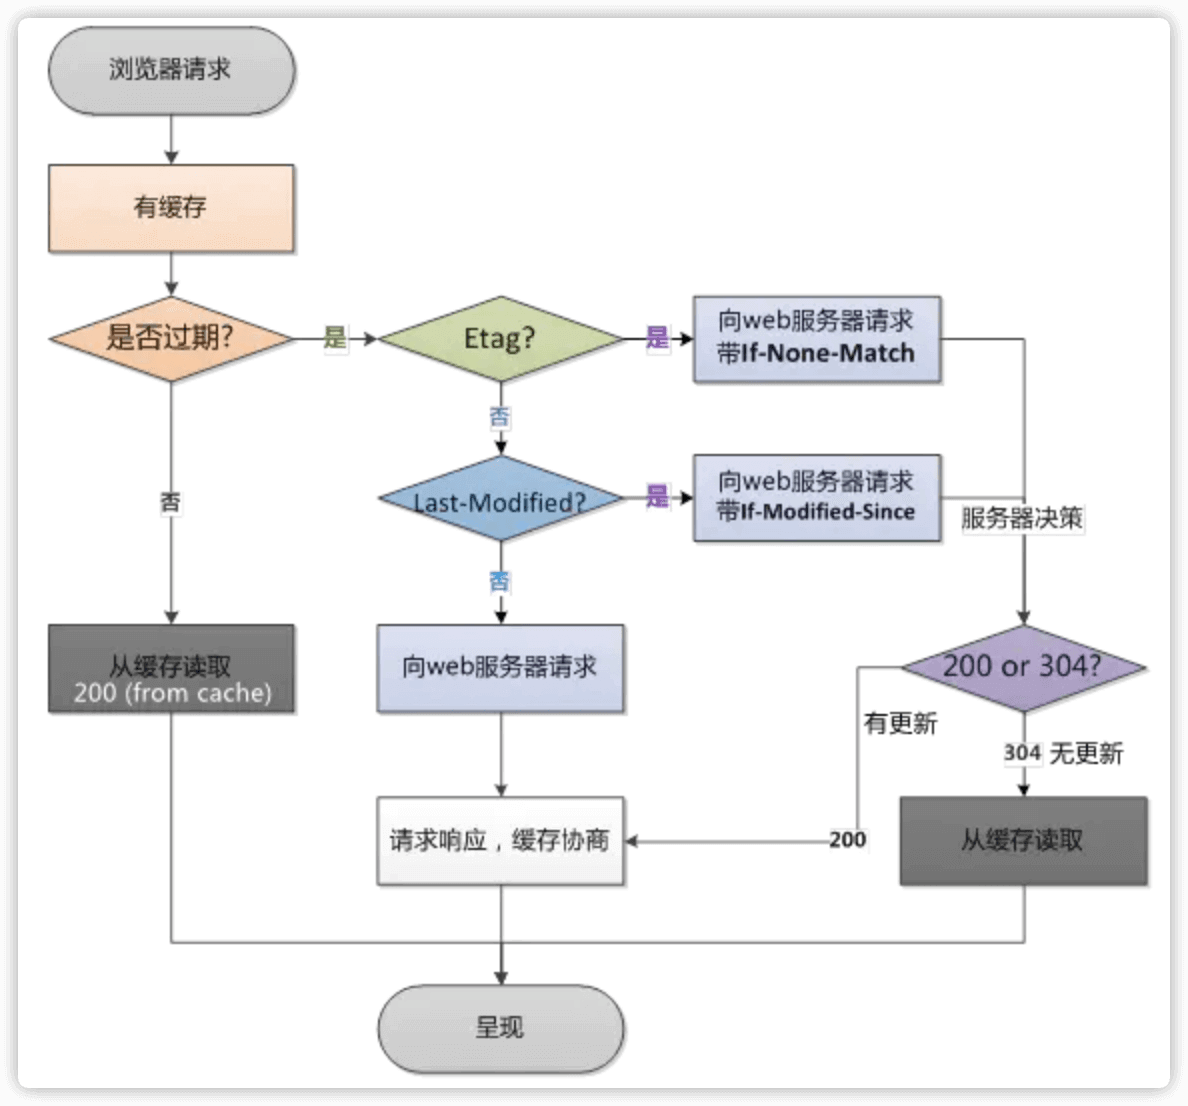 浏览器请求
有缓存
是否过期?
是
Etag?
是
向web服务器请求
带If-None-Match
否
否
Last-Modified?
是
向web服务器请求
带If-Modified-Since
服务器决策
否
从缓存读取
200 (from cache)
向web服务器请求
200 or 304?
有更新
304 无更新
请求响应，缓存协商
200
从缓存读取
呈现